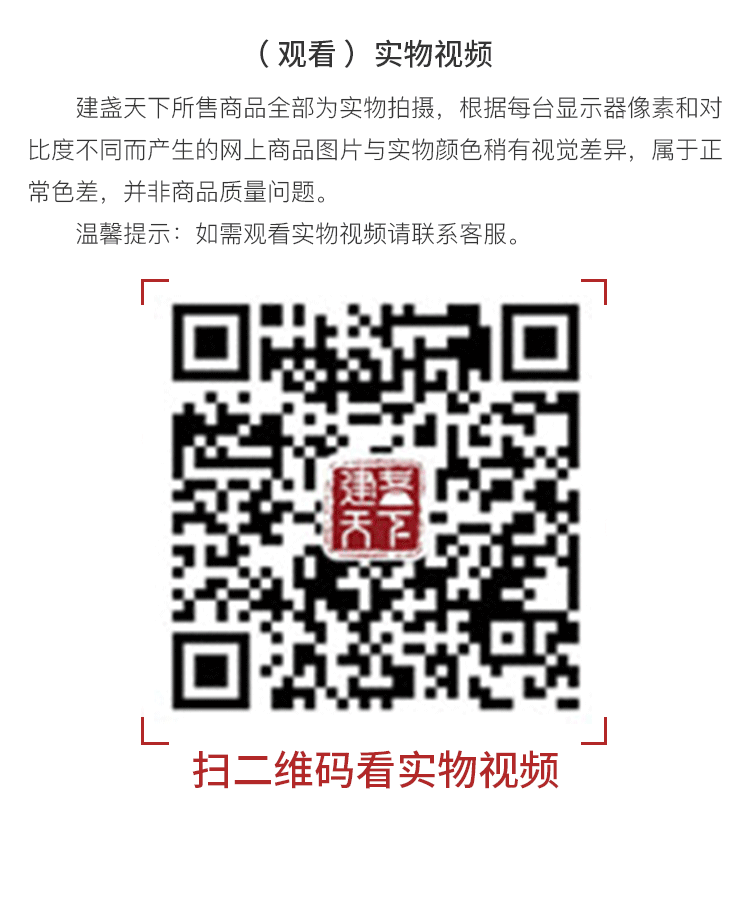 （ 观看 ）实物视频
建盏天下所售商品全部为实物拍摄，根据每台显示器像素和对
比度不同而产生的网上商品图片与实物颜色稍有视觉差异，属于正
常色差，并非商品质量问题。
温馨提示：如需观看实物视频请联系客服。
建盏
天下
扫二维码看实物视频